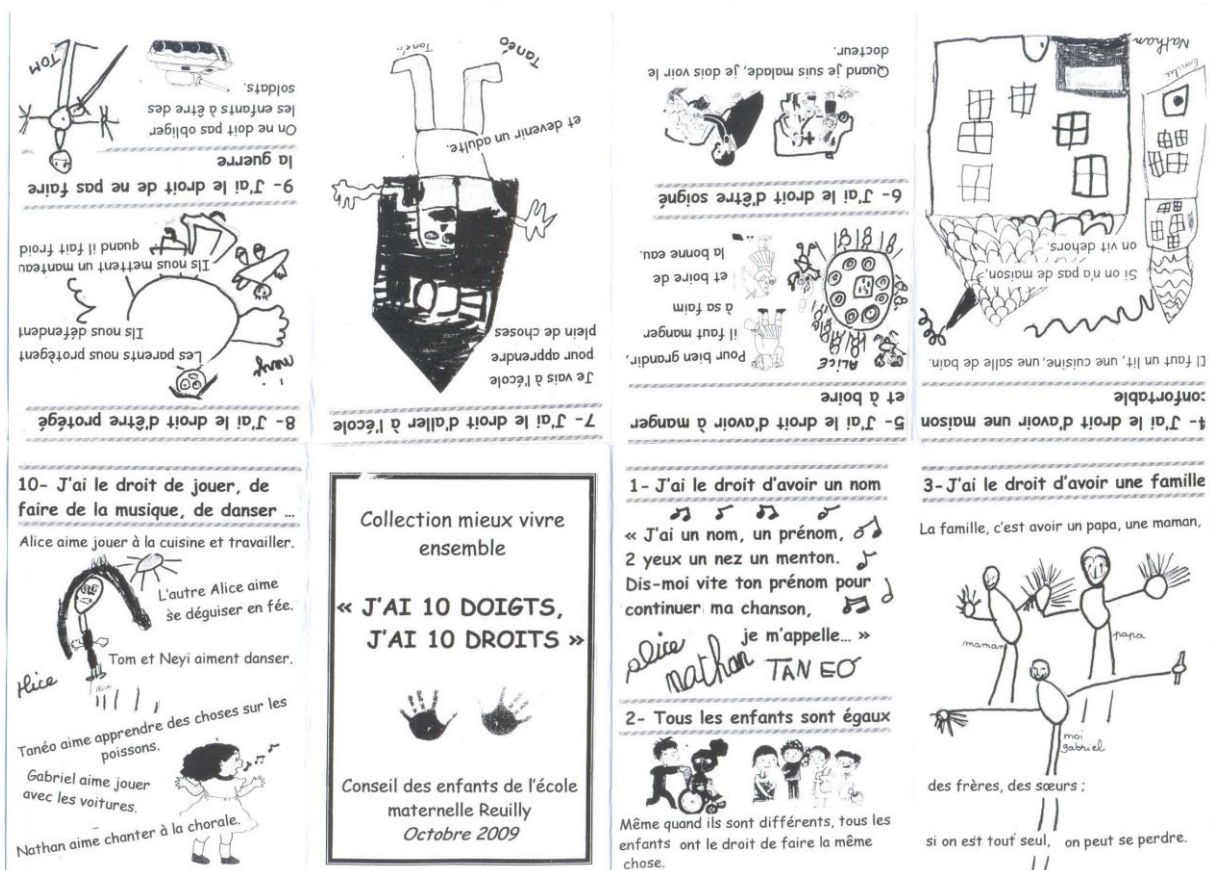 Collection mieux vivre
ensemble
« J'AI 10 DOIGTS,
J'AI 10 DROITS »
Conseil des enfants de l'école
maternelle Reuilly
Octobre 2009
1- J'ai le droit d'avoir un nom
« J'ai un nom, un prénom,
2 yeux un nez un menton.
Dis-moi vite ton prénom pour
continuer ma chanson,
je m'appelle... »
alice
nathan
TANEO
2- Tous les enfants sont égaux
Même quand ils sont différents, tous les
enfants ont le droit de faire la même
chose.
3-J'ai le droit d'avoir une famille
La famille, c'est avoir un papa, une maman,
maman
papa
moi
gabriel
des frères, des sœurs ;
si on est tout seul, on peut se perdre.
4- J'ai le droit d'avoir une maison
confortable
Il faut un lit, une cuisine, une salle de bain.
Si on n'a pas de maison,
on vit dehors.
Emilie
Nathan
5- J'ai le droit d'avoir à manger
et à boire
Pour bien grandir,
il faut manger
à sa faim
et de boire de
la bonne eau.
ALICE
6- J'ai le droit d'être soigné
Quand je suis malade, je dois voir le
docteur.
7- J'ai le droit d'aller à l'école
Je vais à l'école
pour apprendre
plein de choses
et devenir un adulte.
Tanéo
Tanéo
8- J'ai le droit d'être protégé
Les parents nous protègent
Ils nous défendent
Ils nous mettent un manteau
quand il fait froid
9- J'ai le droit de ne pas faire
la guerre
On ne doit pas obliger
les enfants à être des
soldats.
TOM
10- J'ai le droit de jouer, de
faire de la musique, de danser ...
Alice aime jouer à la cuisine et travailler.
L'autre Alice aime
se déguiser en fée.
Tom et Neyi aiment danser.
Alice
Alice
Tanéo aime apprendre des choses sur les
poissons.
Gabriel aime jouer
avec les voitures.
Nathan aime chanter à la chorale.